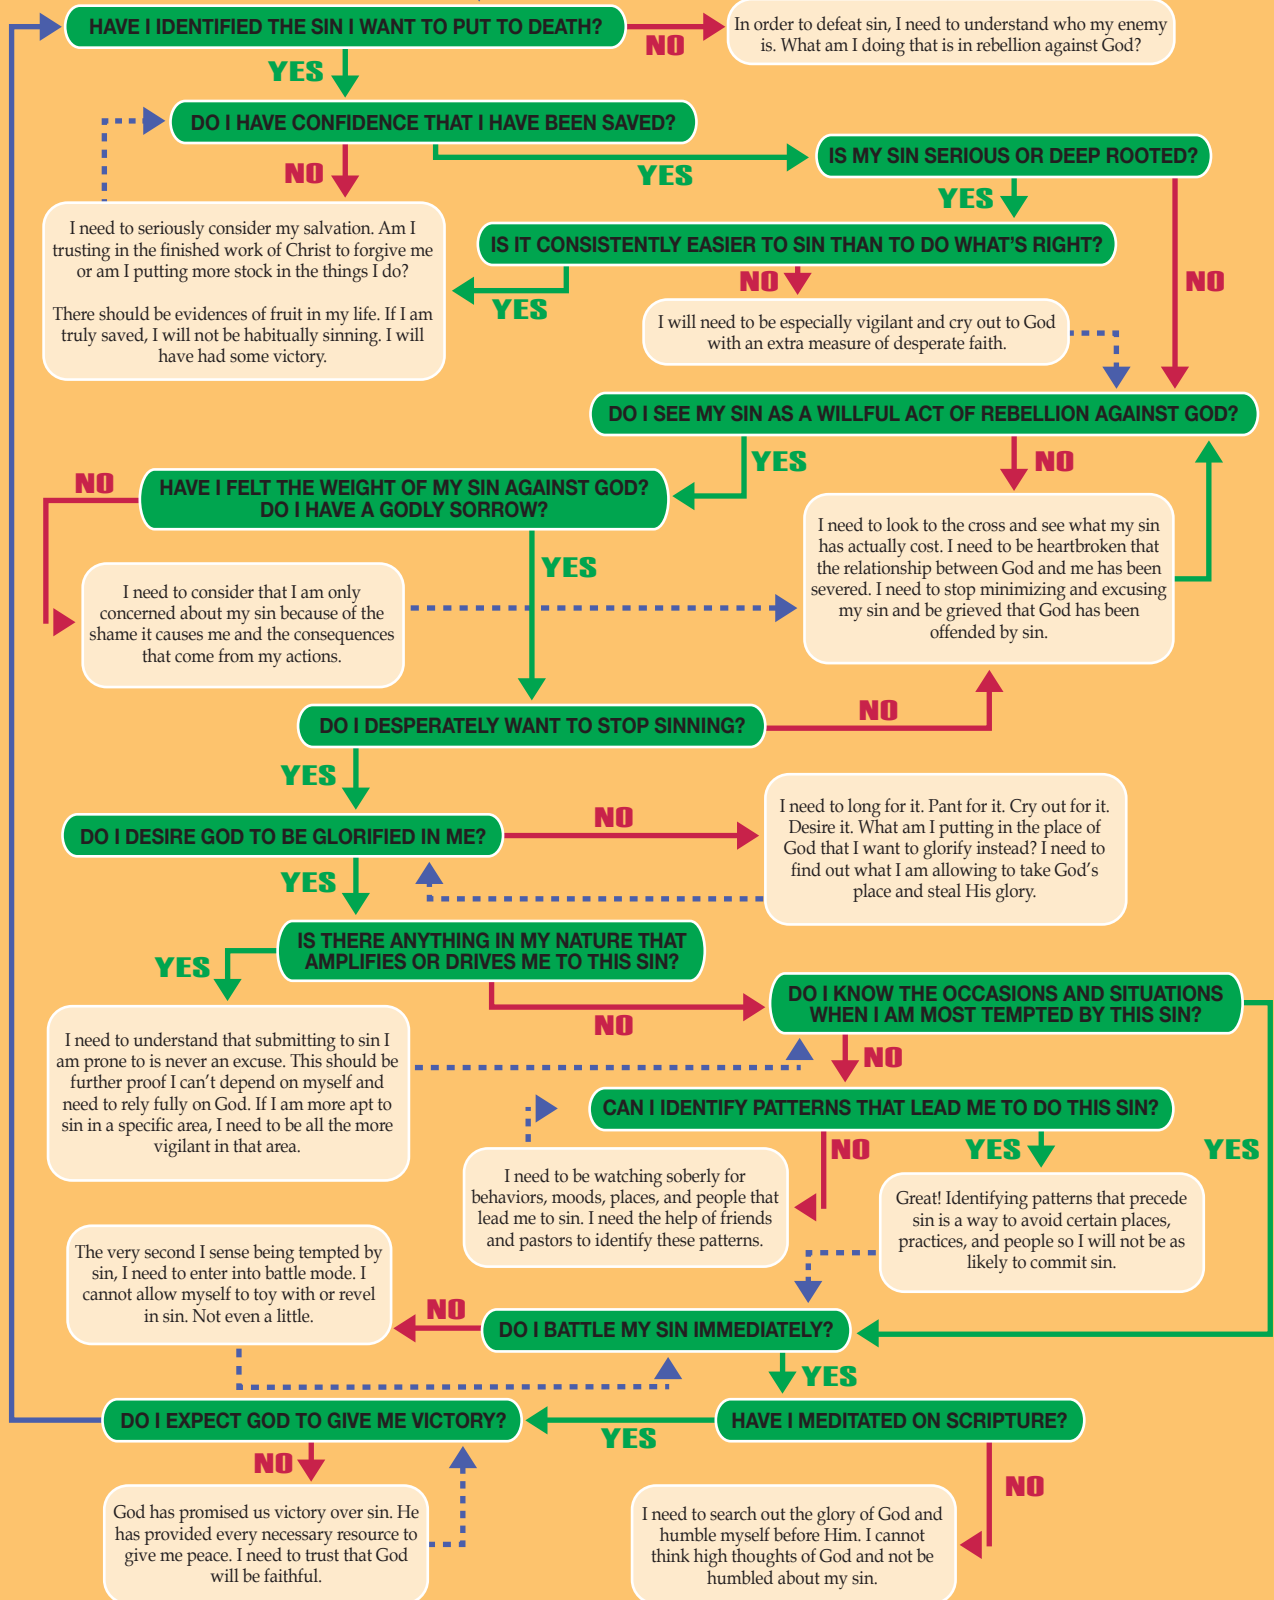 HAVE I IDENTIFIED THE SIN I WANT TO PUT TO DEATH?
NO
In order to defeat sin, I need to understand who my enemy
is. What am I doing that is in rebellion against God?
YES
DO I HAVE CONFIDENCE THAT I HAVE BEEN SAVED?
NO
YES
IS MY SIN SERIOUS OR DEEP ROOTED?
YES
NO
I need to seriously consider my salvation. Am I
trusting in the finished work of Christ to forgive me
or am I putting more stock in the things I do?
There should be evidences of fruit in my life. If I am
truly saved, I will not be habitually sinning. I will
have had some victory.
IS IT CONSISTENTLY EASIER TO SIN THAN TO DO WHAT'S RIGHT?
YES
NO
I will need to be especially vigilant and cry out to God
with an extra measure of desperate faith.
DO I SEE MY SIN AS A WILLFUL ACT OF REBELLION AGAINST GOD?
YES
NO
NO
HAVE I FELT THE WEIGHT OF MY SIN AGAINST GOD?
DO I HAVE A GODLY SORROW?
YES
I need to look to the cross and see what my sin
has actually cost. I need to be heartbroken that
the relationship between God and me has been
severed. I need to stop minimizing and excusing
my sin and be grieved that God has been
offended by sin.
I need to consider that I am only
concerned about my sin because of the
shame it causes me and the consequences
that come from my actions.
DO I DESPERATELY WANT TO STOP SINNING?
NO
YES
DO I DESIRE GOD TO BE GLORIFIED IN ME?
NO
I need to long for it. Pant for it. Cry out for it.
Desire it. What am I putting in the place of
God that I want to glorify instead? I need to
find out what I am allowing to take God's
place and steal His glory.
YES
IS THERE ANYTHING IN MY NATURE THAT
AMPLIFIES OR DRIVES ME TO THIS SIN?
YES
NO
DO I KNOW THE OCCASIONS AND SITUATIONS
WHEN I AM MOST TEMPTED BY THIS SIN?
NO
YES
I need to understand that submitting to sin I
am prone to is never an excuse. This should be
further proof I can't depend on myself and
need to rely fully on God. If I am more apt to
sin in a specific area, I need to be all the more
vigilant in that area.
CAN I IDENTIFY PATTERNS THAT LEAD ME TO DO THIS SIN?
NO
YES
I need to be watching soberly for
behaviors, moods, places, and people that
lead me to sin. I need the help of friends
and pastors to identify these patterns.
Great! Identifying patterns that precede
sin is a way to avoid certain places,
practices, and people so I will not be as
likely to commit sin.
The very second I sense being tempted by
sin, I need to enter into battle mode. I
cannot allow myself to toy with or revel
in sin. Not even a little.
NO
DO I BATTLE MY SIN IMMEDIATELY?
YES
DO I EXPECT GOD TO GIVE ME VICTORY?
YES
HAVE I MEDITATED ON SCRIPTURE?
NO
NO
God has promised us victory over sin. He
has provided every necessary resource to
give me peace. I need to trust that God
will be faithful.
I need to search out the glory of God and
humble myself before Him. I cannot
think high thoughts of God and not be
humbled about my sin.